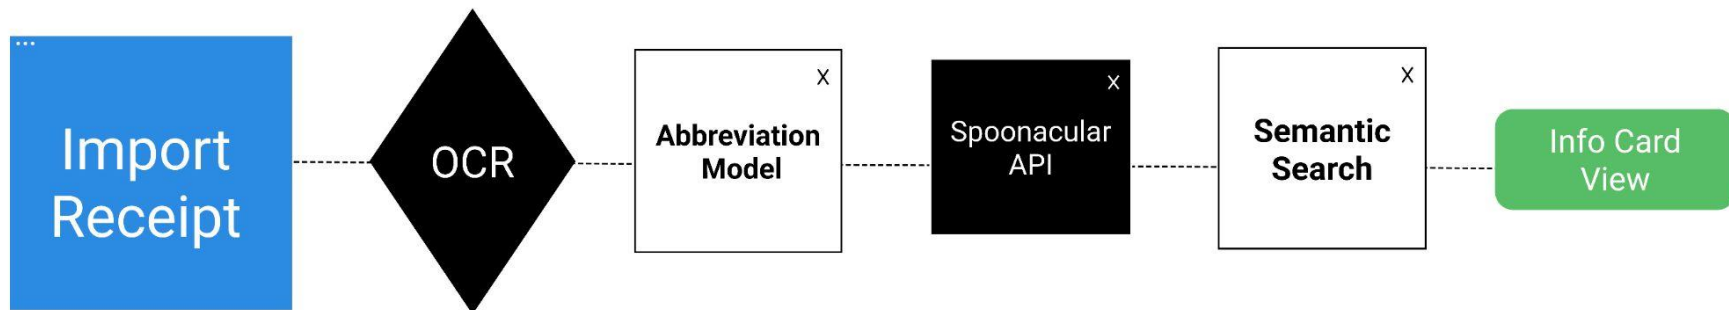 ...
Import
Receipt
OCR
X
Abbreviation
Model
X
Spoonacular
API
X
Semantic
Search
Info Card
View